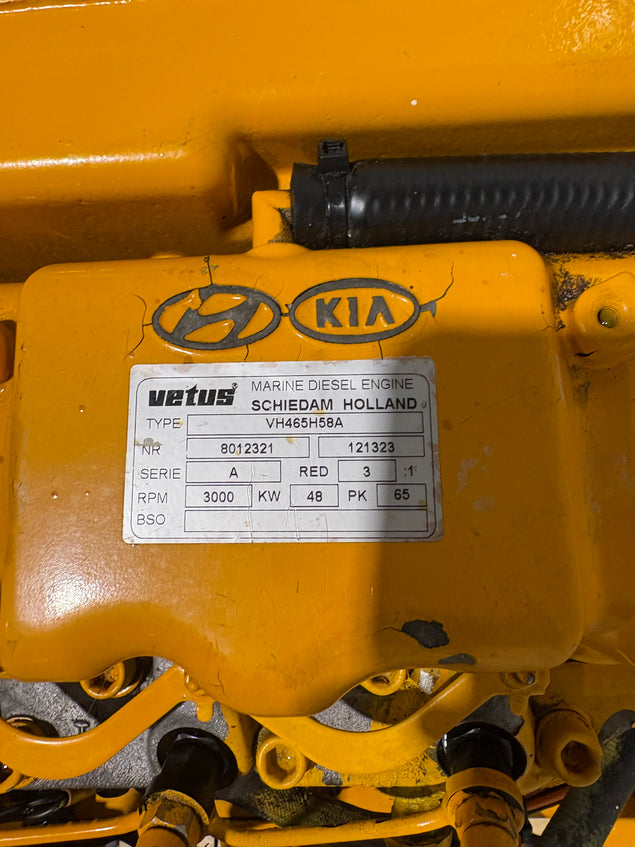 KIA
vetus® MARINE DIESEL ENGINE
SCHIEDAM HOLLAND
TYPE VH465H58A
NR 8012321 121323
SERIE A RED 3 :1
RPM 3000 KW 48 PK 65
BSO